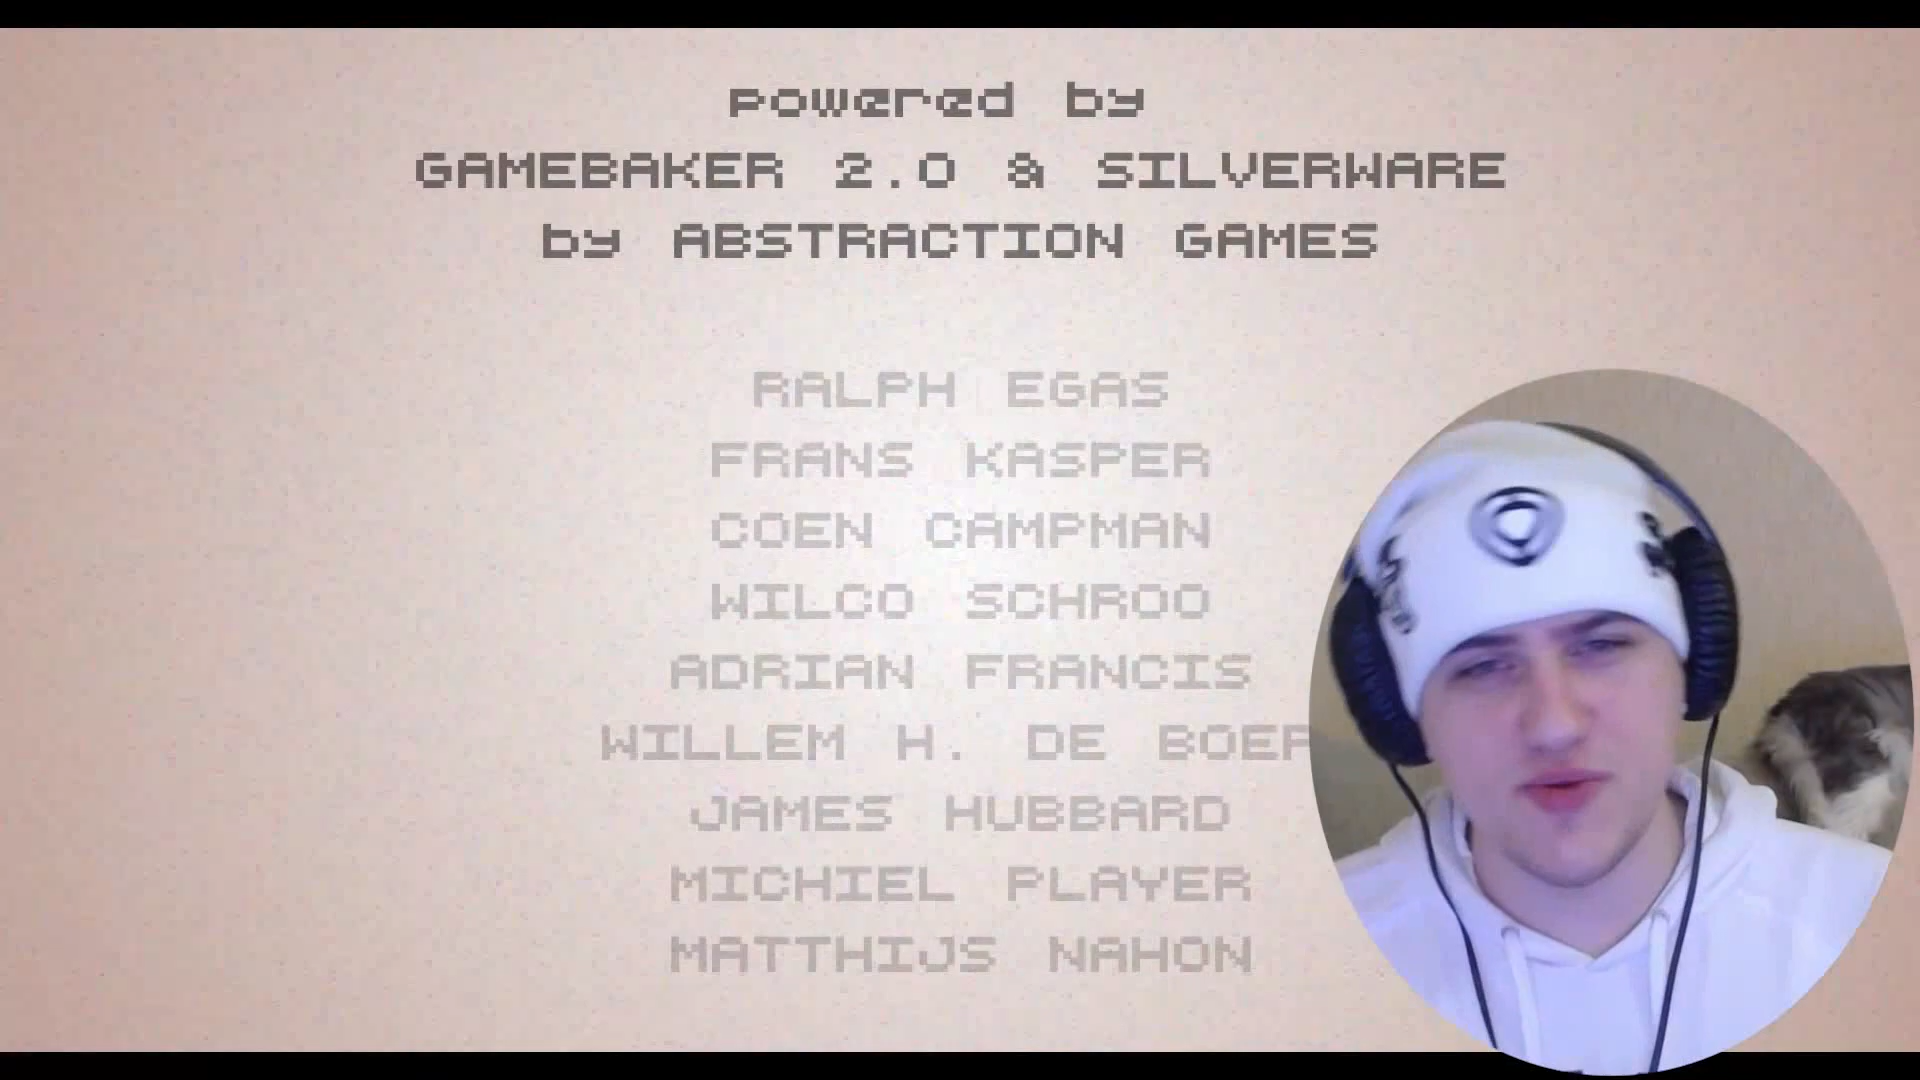 powered by
GAMEBAKER 2.0 & SILVERWARE
by ABSTRACTION GAMES
RALPH EGAS
FRANS KASPER
COEN CAMPMAN
WILCO SCHROO
ADRIAN FRANCIS
WILLEM H. DE BOER
JAMES HUBBARD
MICHIEL PLAYER
MATTHIJS NAHON